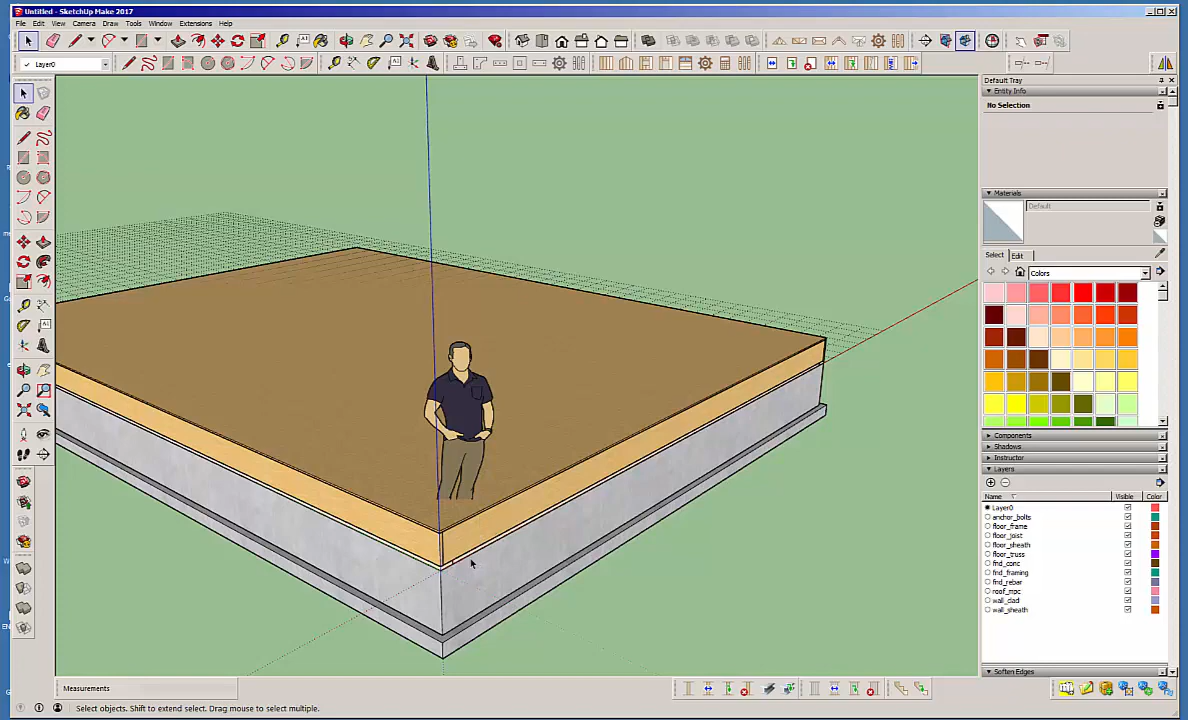 Untitled - SketchUp Make 2017
File Edit View Camera Draw Tools Window Extensions Help
Layer0
Default Tray
Entity Info
No Selection
Materials
Default
Select Edit
Colors
Components
Shadows
Instructor
Layers
Name Visible Color
Layer0
anchor_bolts
floor_frame
floor_joist
floor_sheath
floor_truss
fnd_conc
fnd_framing
fnd_rebar
roof_mpc
wall_clad
wall_sheath
Soften Edges
Measurements
Select objects. Shift to extend select. Drag mouse to select multiple.